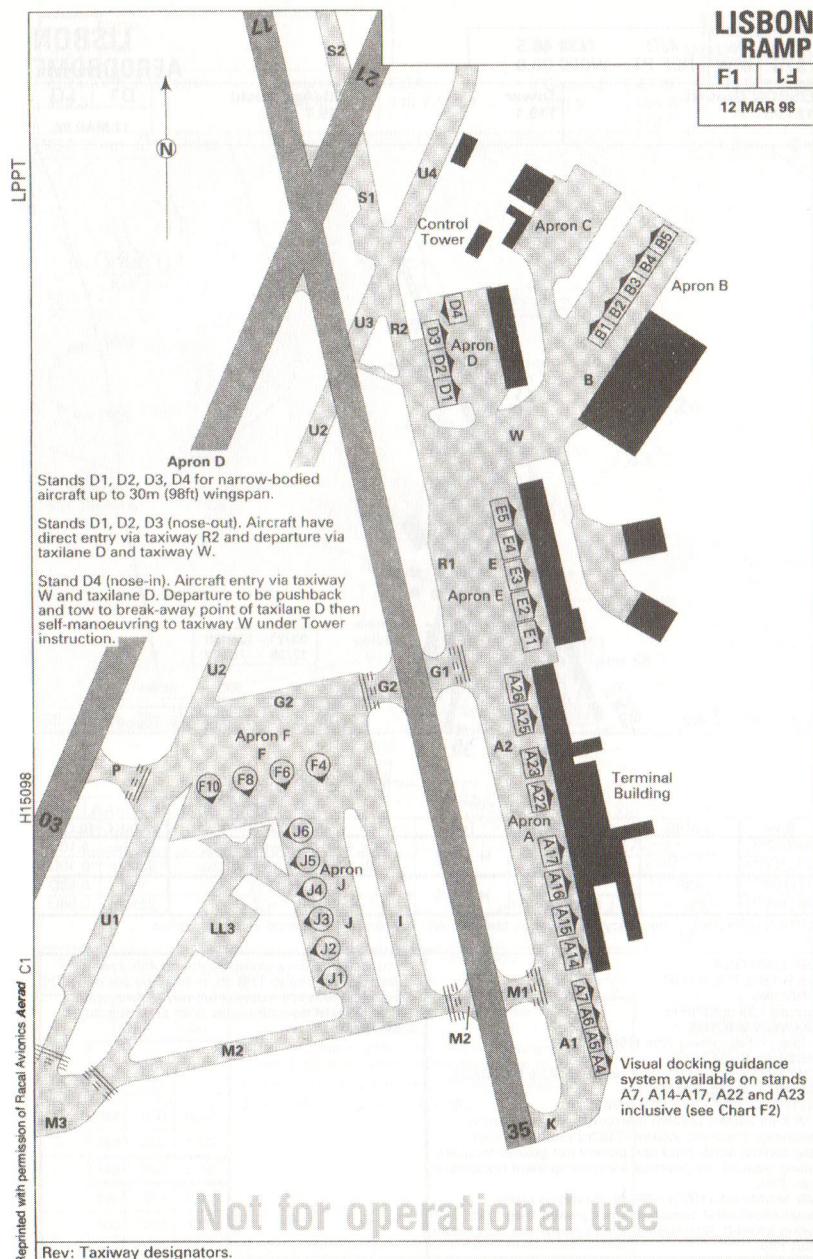 LISBON
RAMP
F1
F1
12 MAR 98
LPPT
17
S2
21
N
S1
U4
Control
Tower
Apron C
B5
B4
B3
B2
B1
Apron B
B
U3
R2
D4
D3
D2
D1
Apron
D
U2
W
Apron D
Stands D1, D2, D3, D4 for narrow-bodied
aircraft up to 30m (98ft) wingspan.
Stands D1, D2, D3 (nose-out). Aircraft have
direct entry via taxiway R2 and departure via
taxilane D and taxiway W.
Stand D4 (nose-in). Aircraft entry via taxiway
W and taxilane D. Departure to be pushback
and tow to break-away point of taxilane D then
self-manoeuvring to taxiway W under Tower
instruction.
E5
E4
E3
E2
E1
E
R1
Apron E
U2
G2
G2
G1
A26
A25
A2
A23
A22
Apron
A
A17
A16
A15
A14
Terminal
Building
Apron F
F
F10
F8
F6
F4
P
H15098
03
J6
J5
J4
J3
J2
J1
Apron
J
J
I
U1
LL3
M1
M2
A7
A6
A5
A4
A1
M2
M3
K
35
Visual docking guidance
system available on stands
A7, A14-A17, A22 and A23
inclusive (see Chart F2)
Reprinted with permission of Racal Avionics Aerad C1
Not for operational use
Rev: Taxiway designators.